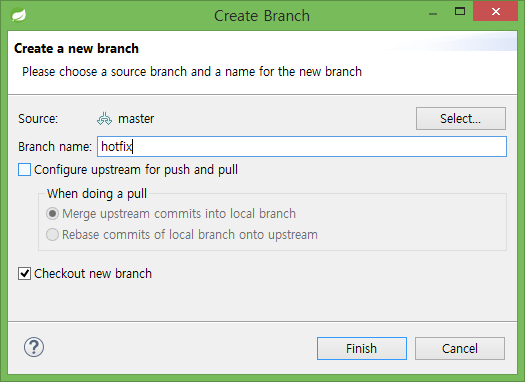 Create Branch
Create a new branch
Please choose a source branch and a name for the new branch
Source: master Select...
Branch name: hotfix
Configure upstream for push and pull
When doing a pull
Merge upstream commits into local branch
Rebase commits of local branch onto upstream
Checkout new branch
? Finish Cancel